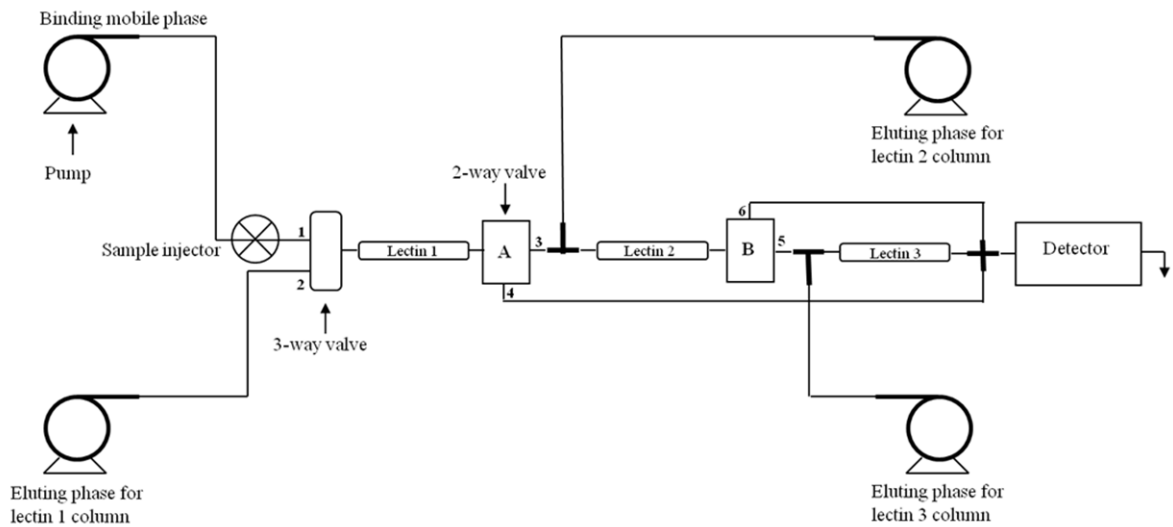 Binding mobile phase
Pump
Sample injector
1
2
3-way valve
Lectin 1
2-way valve
A
3
4
Lectin 2
B
5
6
Lectin 3
Detector
Eluting phase for
lectin 2 column
Eluting phase for
lectin 1 column
Eluting phase for
lectin 3 column